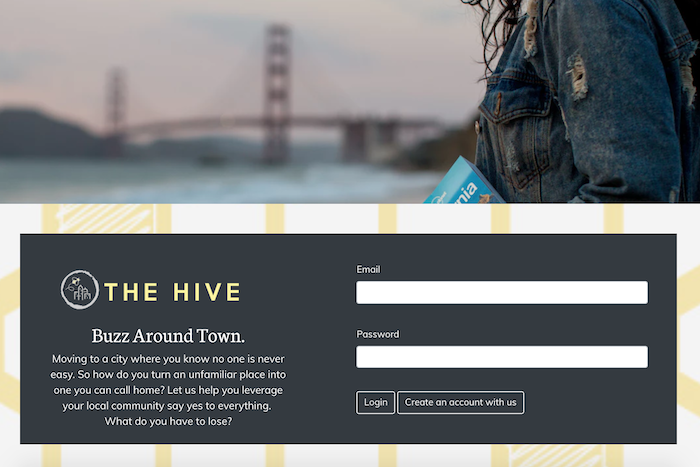 nia
THE HIVE
Buzz Around Town.
Moving to a city where you know no one is never
easy. So how do you turn an unfamiliar place into
one you can call home? Let us help you leverage
your local community say yes to everything.
What do you have to lose?
Email
Password
Login
Create an account with us